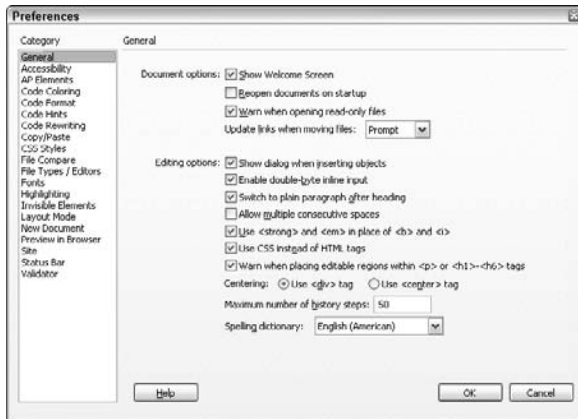 Preferences
Category
General
General
Accessibility
AP Elements
Code Coloring
Code Format
Code Hints
Code Rewriting
Copy/Paste
CSS Styles
File Compare
File Types / Editors
Fonts
Highlighting
Invisible Elements
Layout Mode
New Document
Preview in Browser
Site
Status Bar
Validator
Document options: Show Welcome Screen
Reopen documents on startup
Warn when opening read-only files
Update links when moving files: Prompt
Editing options: Show dialog when inserting objects
Enable double-byte inline input
Switch to plain paragraph after heading
Allow multiple consecutive spaces
Use <strong> and <em> in place of <b> and <i>
Use CSS instead of HTML tags
Warn when placing editable regions within <p> or <h1>-<h6> tags
Centering: Use <div> tag Use <center> tag
Maximum number of history steps: 50
Spelling dictionary: English (American)
Help OK Cancel